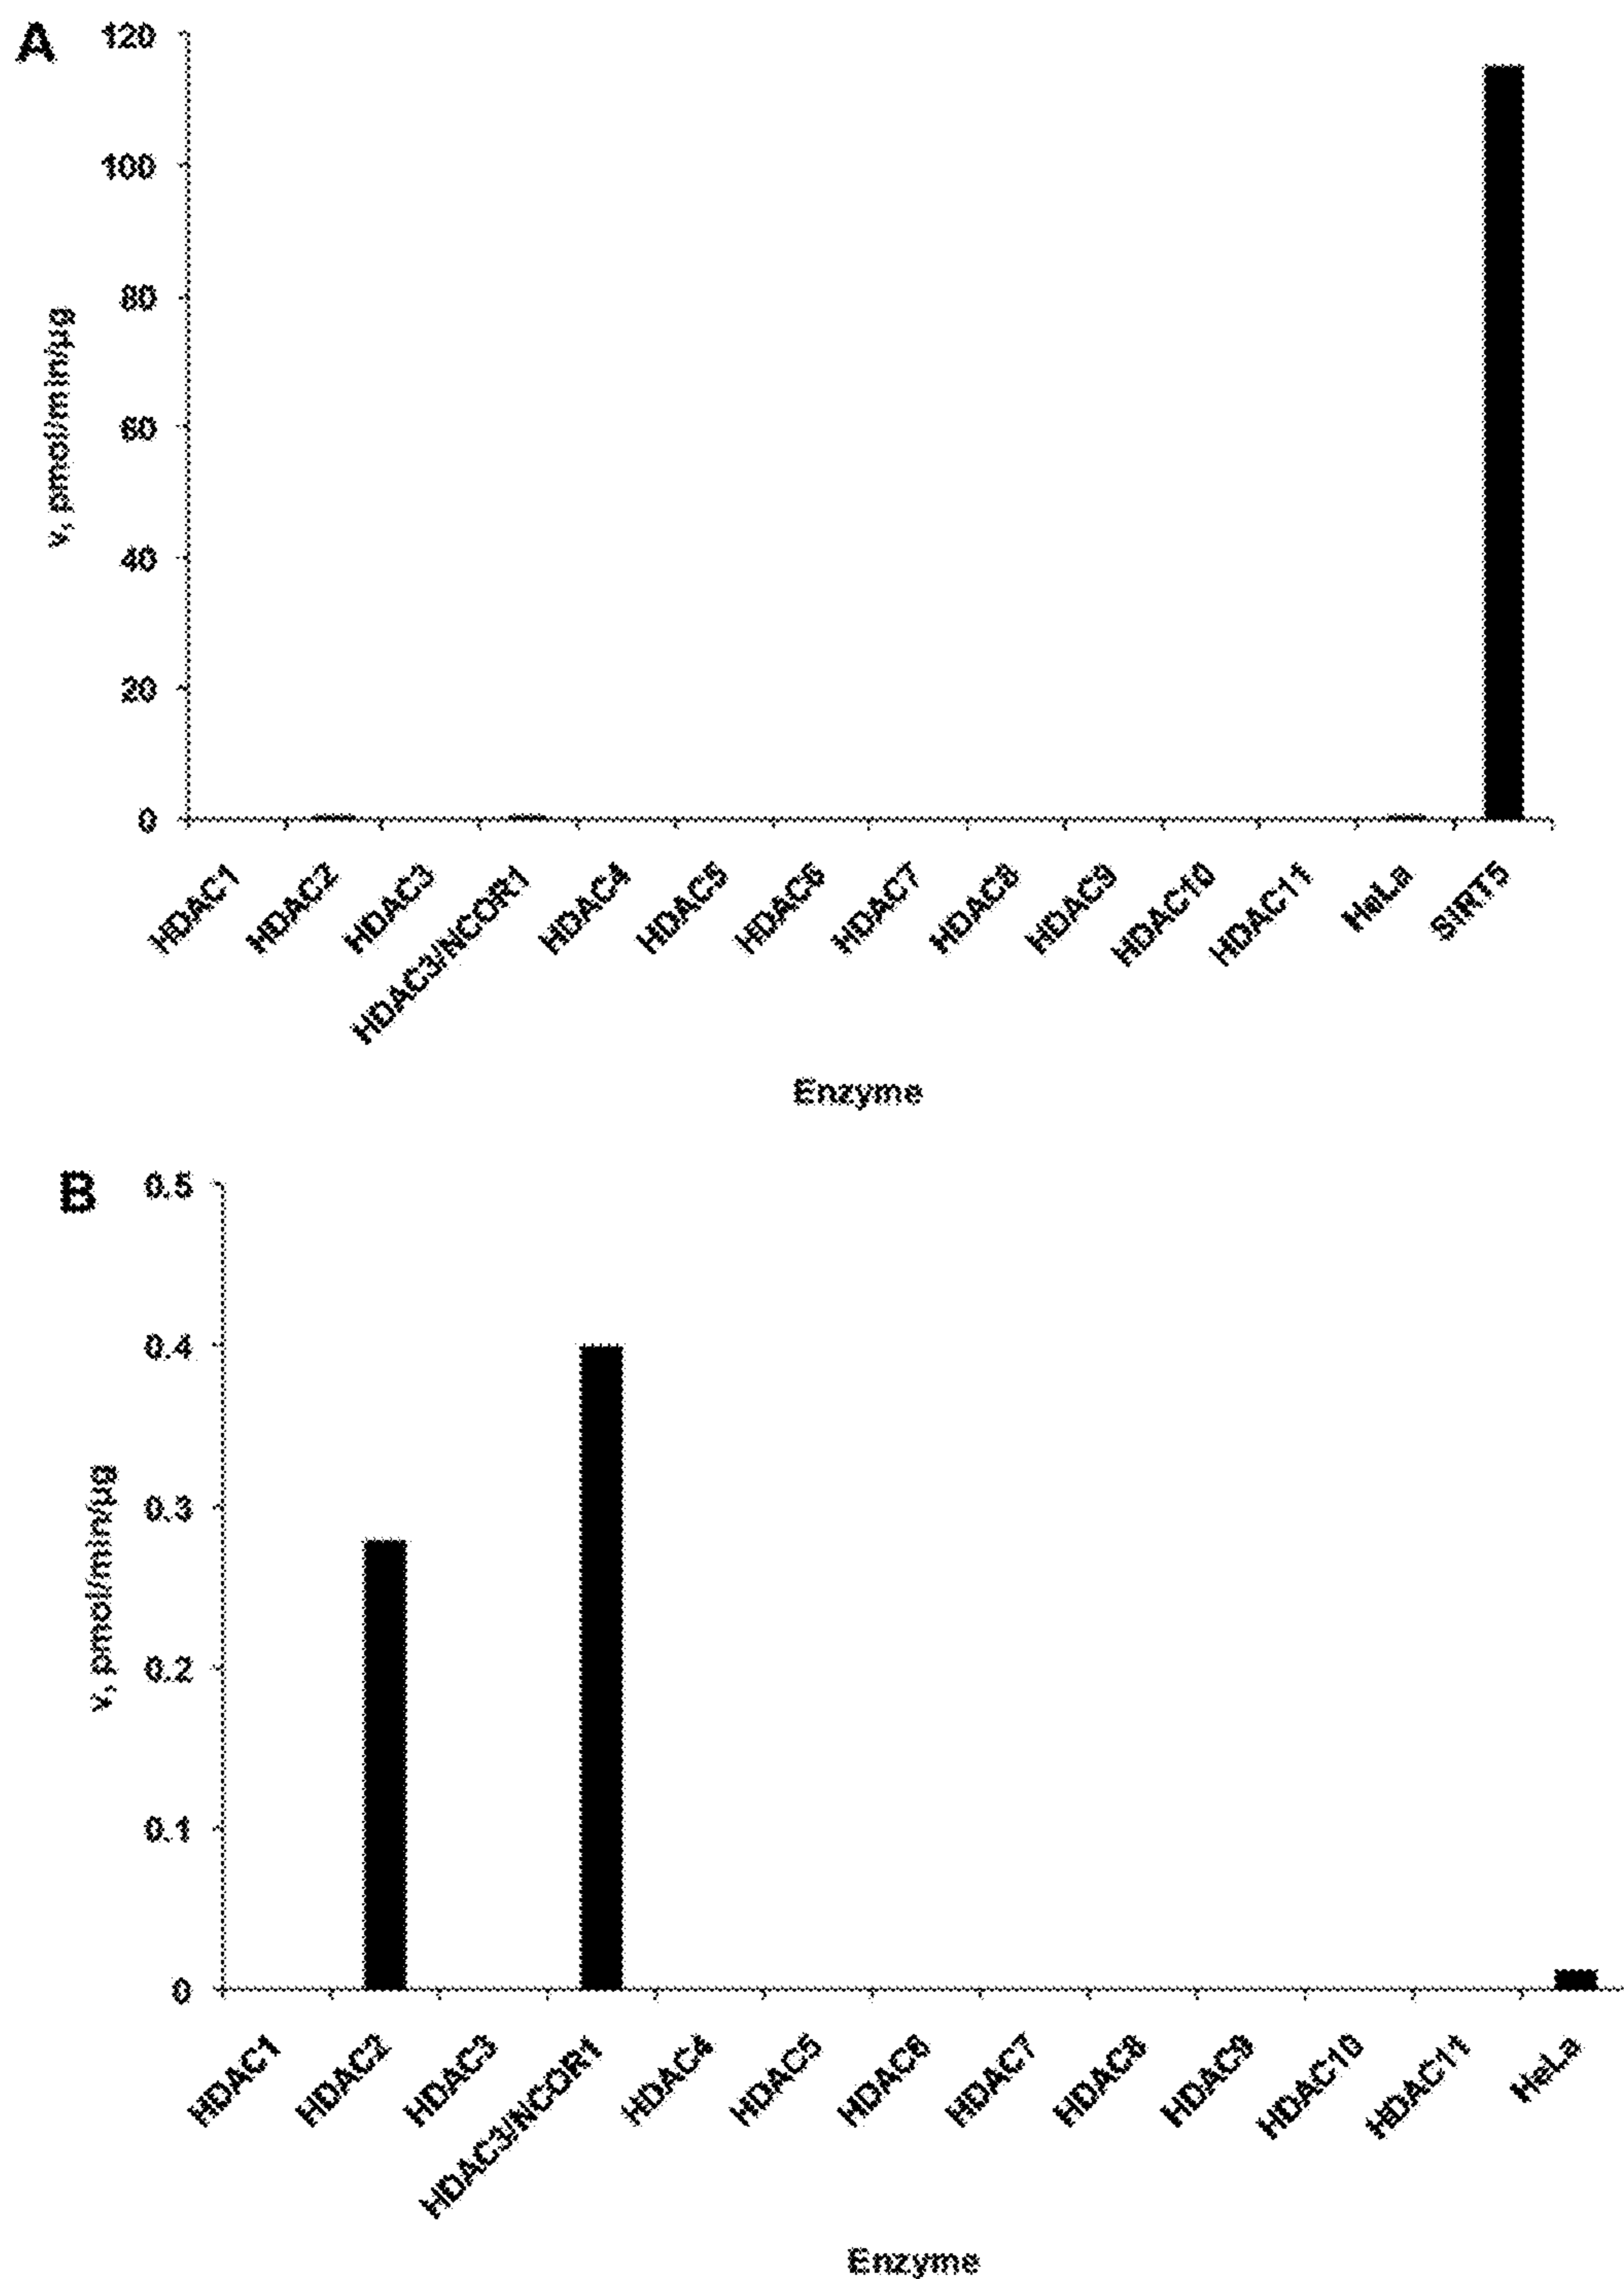 A
120
100
80
60
40
20
0
v, pmol/min/µg
HDAC1
HDAC2
HDAC3
HDAC3/NCOR1
HDAC4
HDAC5
HDAC6
HDAC7
HDAC8
HDAC9
HDAC10
HDAC11
HeLa
SIRT5
Enzyme
B
0.5
0.4
0.3
0.2
0.1
0
v, pmol/min/µg
HDAC1
HDAC2
HDAC3
HDAC3/NCOR1
HDAC4
HDAC5
HDAC6
HDAC7
HDAC8
HDAC9
HDAC10
HDAC11
HeLa
Enzyme